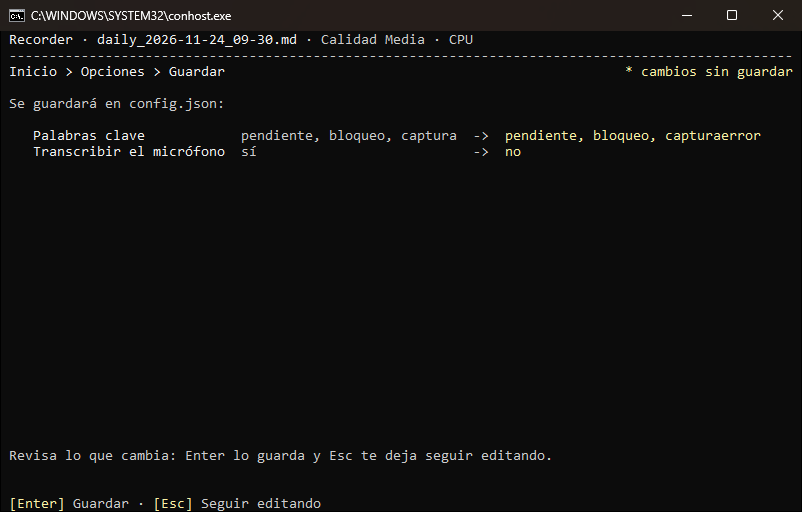 C:\WINDOWS\SYSTEM32\conhost.exe
Recorder · daily_2026-11-24_09-30.md · Calidad Media · CPU
--------------------------------------------------------------------------------------------------
Inicio > Opciones > Guardar * cambios sin guardar
Se guardará en config.json:
Palabras clave pendiente, bloqueo, captura -> pendiente, bloqueo, capturaerror
Transcribir el micrófono sí -> no
Revisa lo que cambia: Enter lo guarda y Esc te deja seguir editando.
[Enter] Guardar · [Esc] Seguir editando